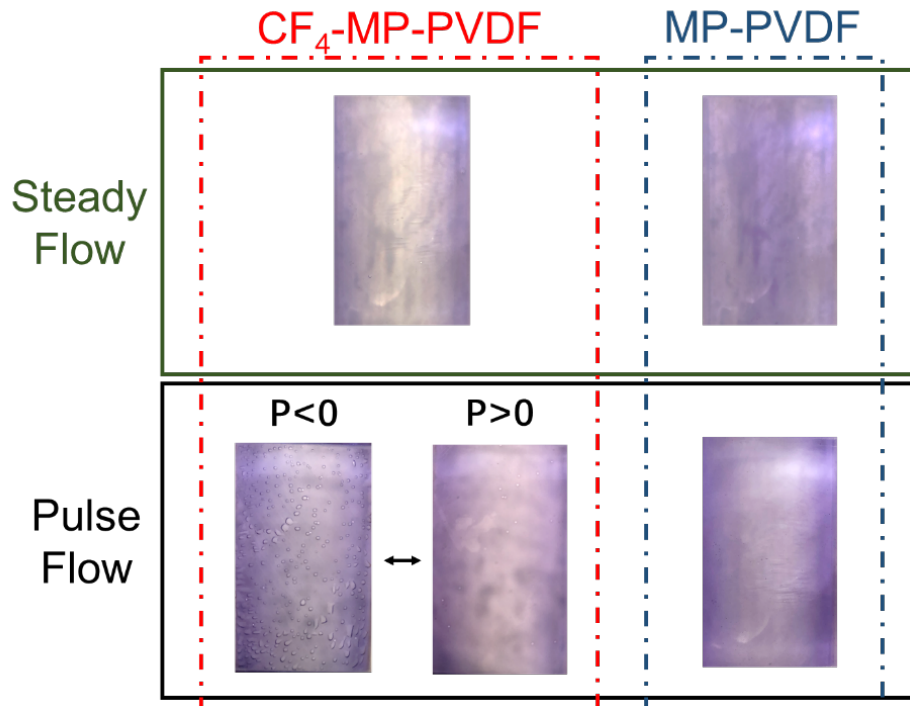 CF₄-MP-PVDF
MP-PVDF
Steady
Flow
P<0
P>0
Pulse
Flow